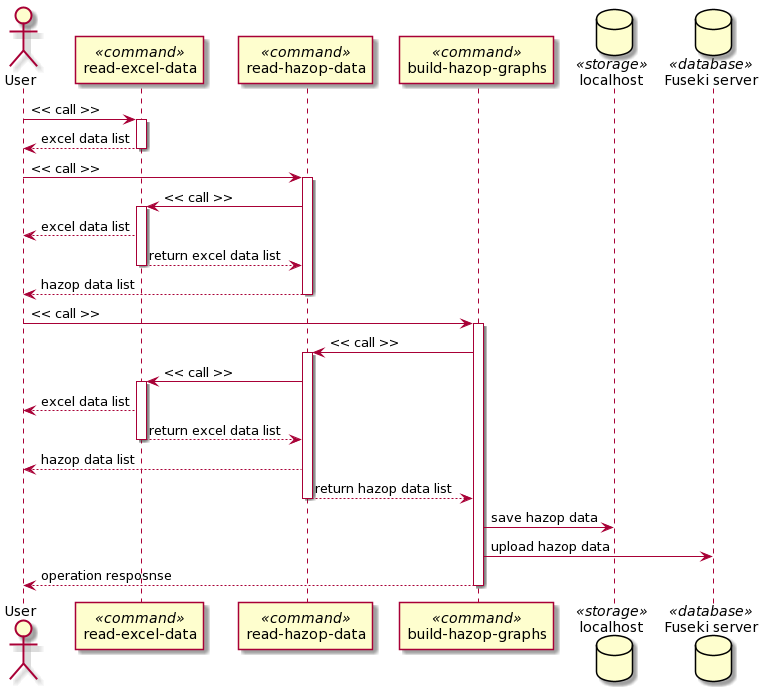 User
«command»
read-excel-data
«command»
read-hazop-data
«command»
build-hazop-graphs
«storage»
localhost
«database»
Fuseki server
<< call >>
excel data list
<< call >>
<< call >>
excel data list
return excel data list
hazop data list
<< call >>
<< call >>
<< call >>
excel data list
return excel data list
hazop data list
return hazop data list
save hazop data
upload hazop data
operation resposnse
User
«command»
read-excel-data
«command»
read-hazop-data
«command»
build-hazop-graphs
«storage»
localhost
«database»
Fuseki server